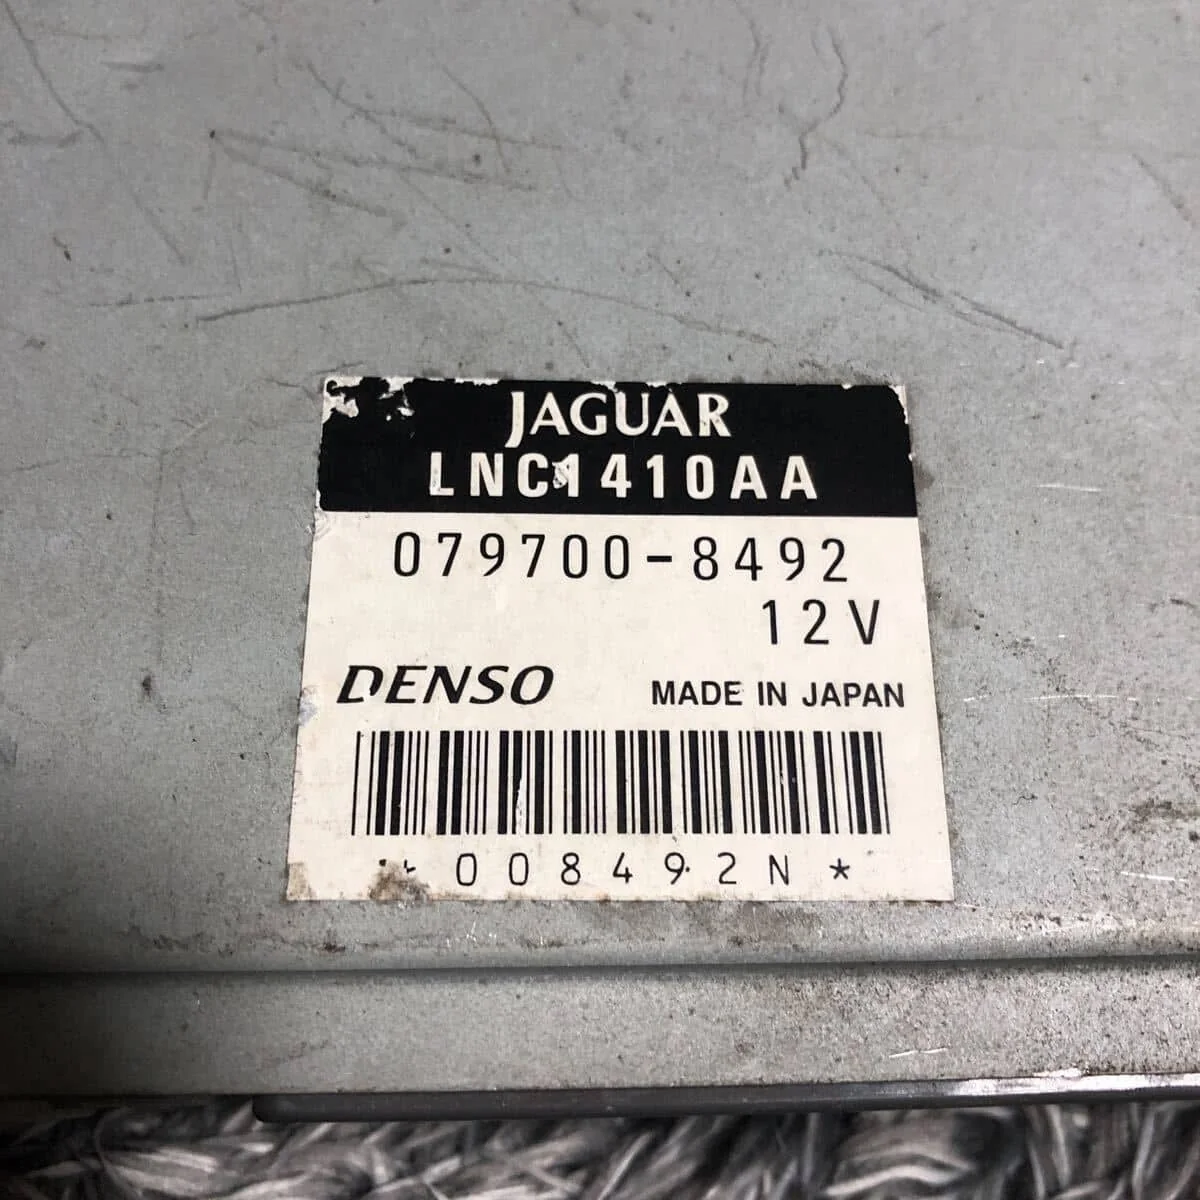 JAGUAR
LNC1410AA
079700-8492
12V
DENSO MADE IN JAPAN
008492N*